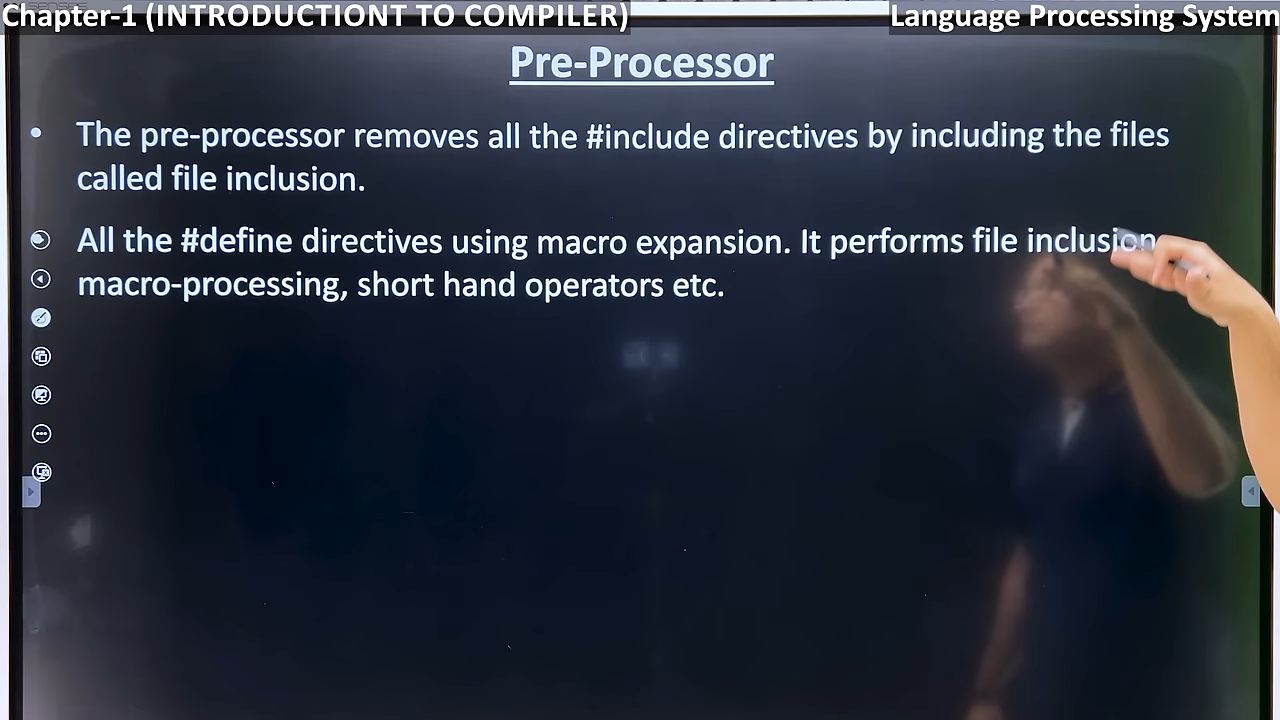 Chapter-1 (INTRODUCTIONT TO COMPILER)
Language Processing System
Pre-Processor
• The pre-processor removes all the #include directives by including the files
called file inclusion.
All the #define directives using macro expansion. It performs file inclusion
macro-processing, short hand operators etc.